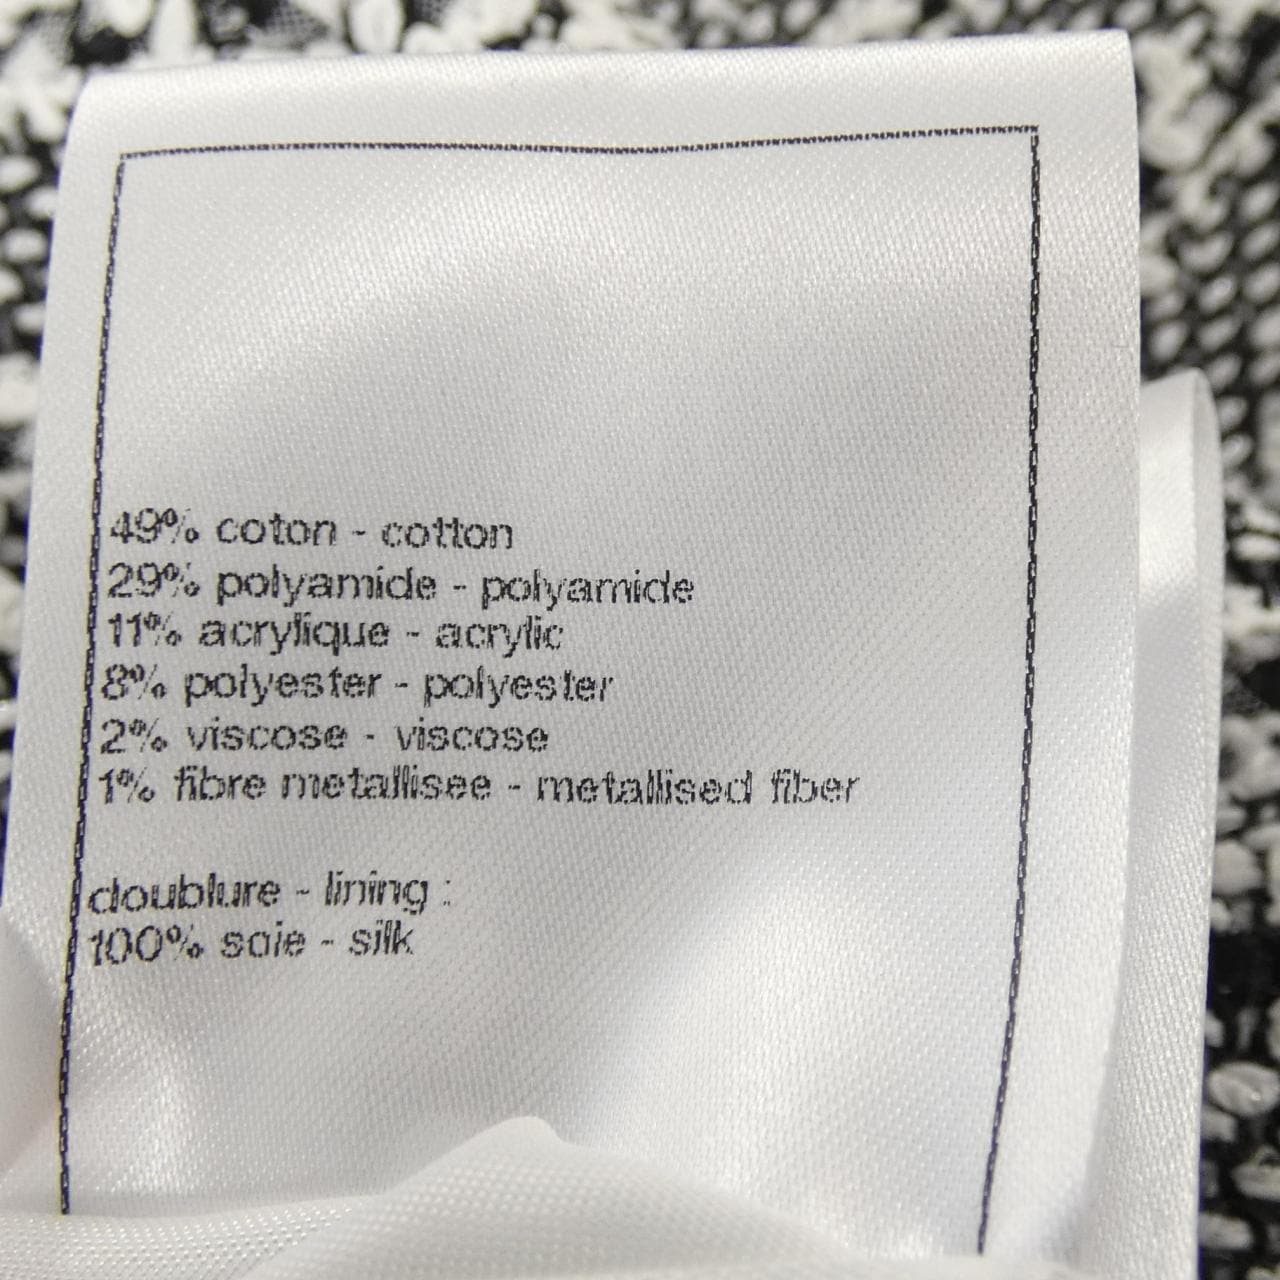 49% coton - cotton
29% polyamide - polyamide
11% acrylique - acrylic
8% polyester - polyester
2% viscose - viscose
1% fibre metallisee - metallised fiber
doublure - lining :
100% soie - silk